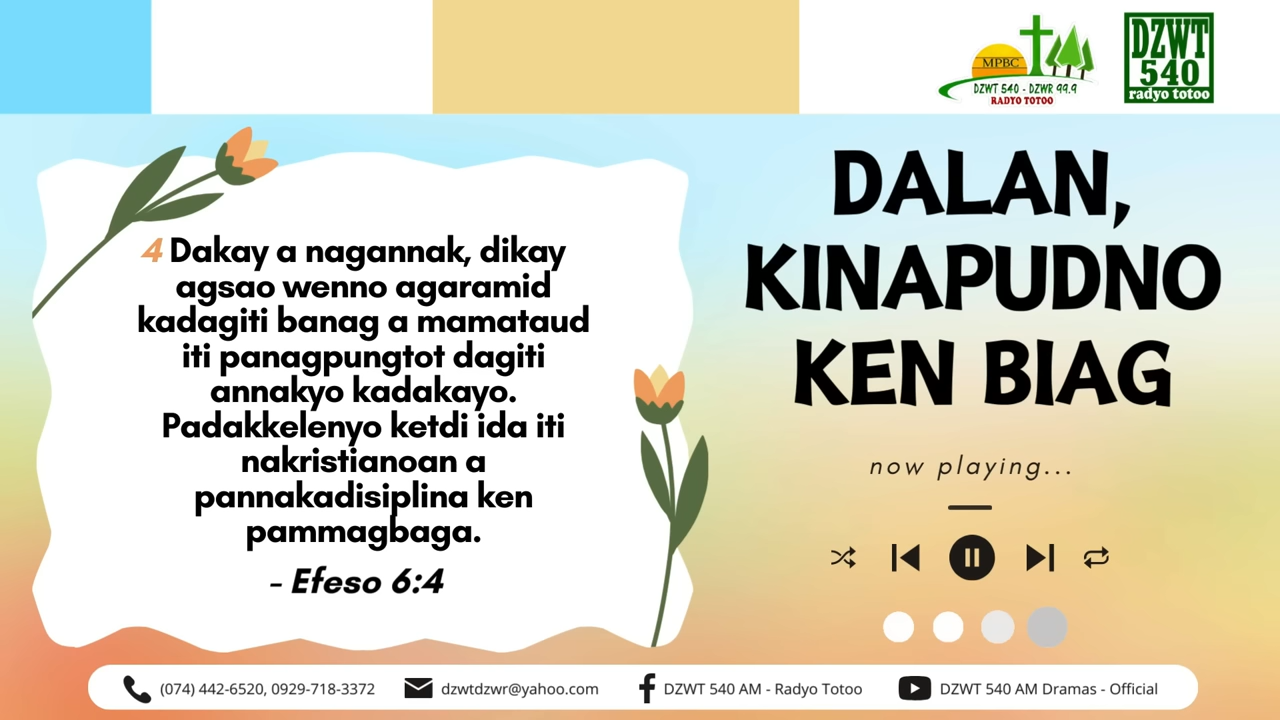 MPBC
DZWT 540 - DZWR 99.9
RADYO TOTOO
DZWT
540
radyo totoo
4 Dakay a nagannak, dikay
agsao wenno agaramid
kadagiti banag a mamataud
iti panagpungtot dagiti
annakyo kadakayo.
Padakkelenyo ketdi ida iti
nakristianoan a
pannakadisiplina ken
pammagbaga.
- Efeso 6:4
DALAN,
KINAPUDNO
KEN BIAG
now playing...
(074) 442-6520, 0929-718-3372
dzwtdzwr@yahoo.com
DZWT 540 AM - Radyo Totoo
DZWT 540 AM Dramas - Official